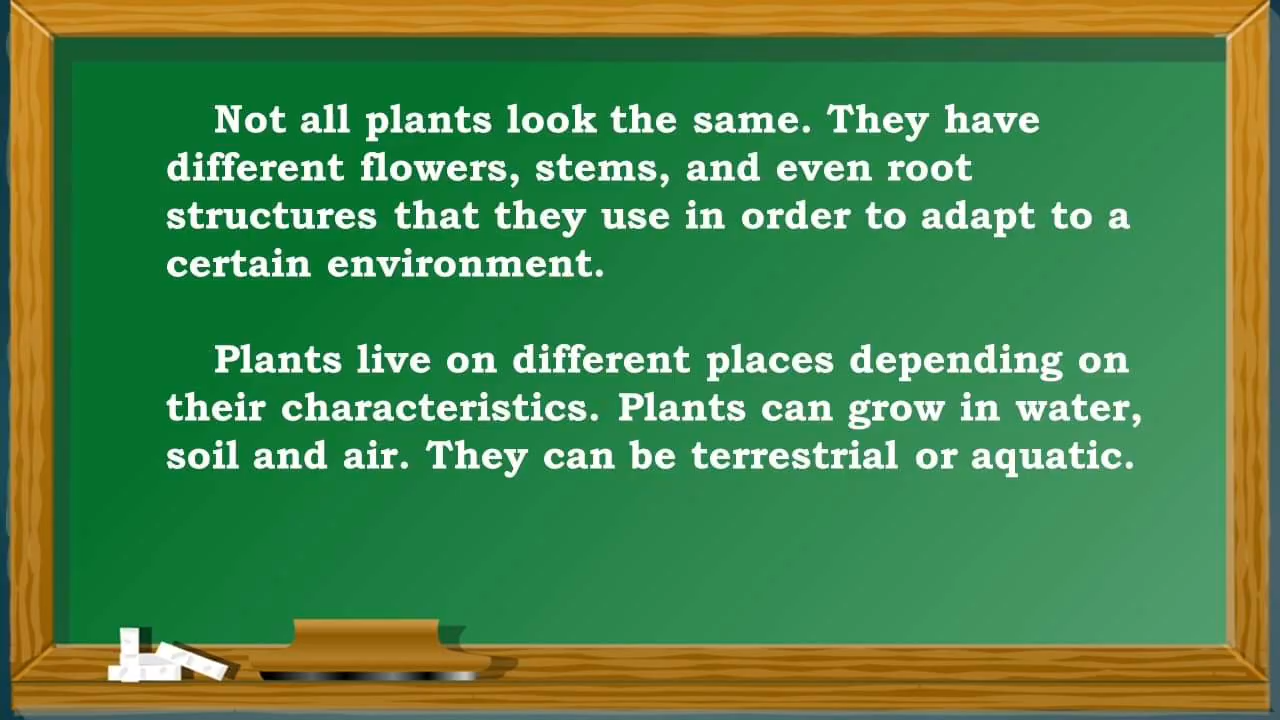 Not all plants look the same. They have
different flowers, stems, and even root
structures that they use in order to adapt to a
certain environment.
Plants live on different places depending on
their characteristics. Plants can grow in water,
soil and air. They can be terrestrial or aquatic.